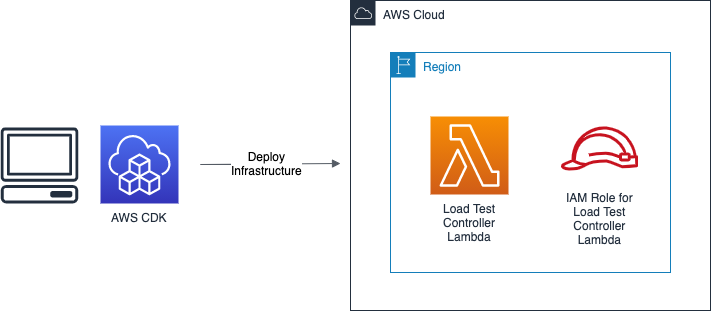 AWS Cloud
Region
Deploy
Infrastructure
AWS CDK
Load Test
Controller
Lambda
IAM Role for
Load Test
Controller
Lambda